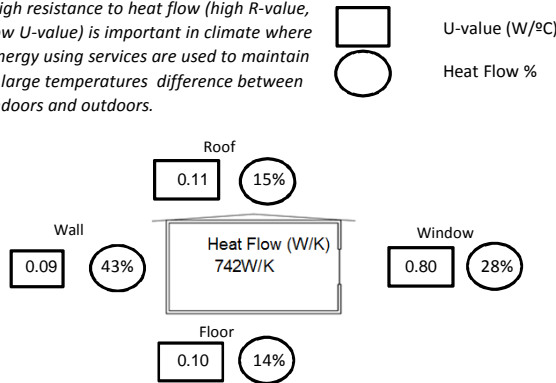 igh resistance to heat flow (high R-value,
ow U-value) is important in climate where
nergy using services are used to maintain
large temperatures difference between
ndoors and outdoors.
U-value (W/ºC)
Heat Flow %
Roof
0.11 15%
Wall
0.09 43%
Heat Flow (W/K)
742W/K
Window
0.80 28%
Floor
0.10 14%